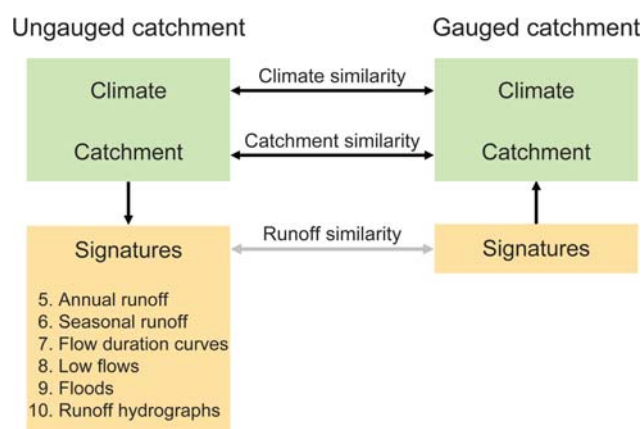 Ungauged catchment
Gauged catchment
Climate
Climate similarity
Climate
Catchment
Catchment similarity
Catchment
Signatures
Runoff similarity
Signatures
5. Annual runoff
6. Seasonal runoff
7. Flow duration curves
8. Low flows
9. Floods
10. Runoff hydrographs